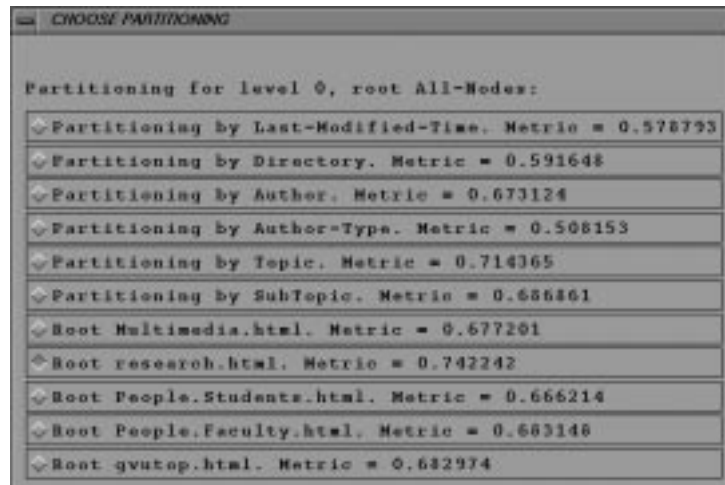 CHOOSE PARTITIONING
Partitioning for level 0, root All-Nodes:
Partitioning by Last-Modified-Time. Metric = 0.578793
Partitioning by Directory. Metric = 0.591648
Partitioning by Author. Metric = 0.673124
Partitioning by Author-Type. Metric = 0.508153
Partitioning by Topic. Metric = 0.714365
Partitioning by SubTopic. Metric = 0.686861
Root Multimedia.html. Metric = 0.677201
Root research.html. Metric = 0.742242
Root People.Students.html. Metric = 0.666214
Root People.Faculty.html. Metric = 0.683148
Root gvutop.html. Metric = 0.682974